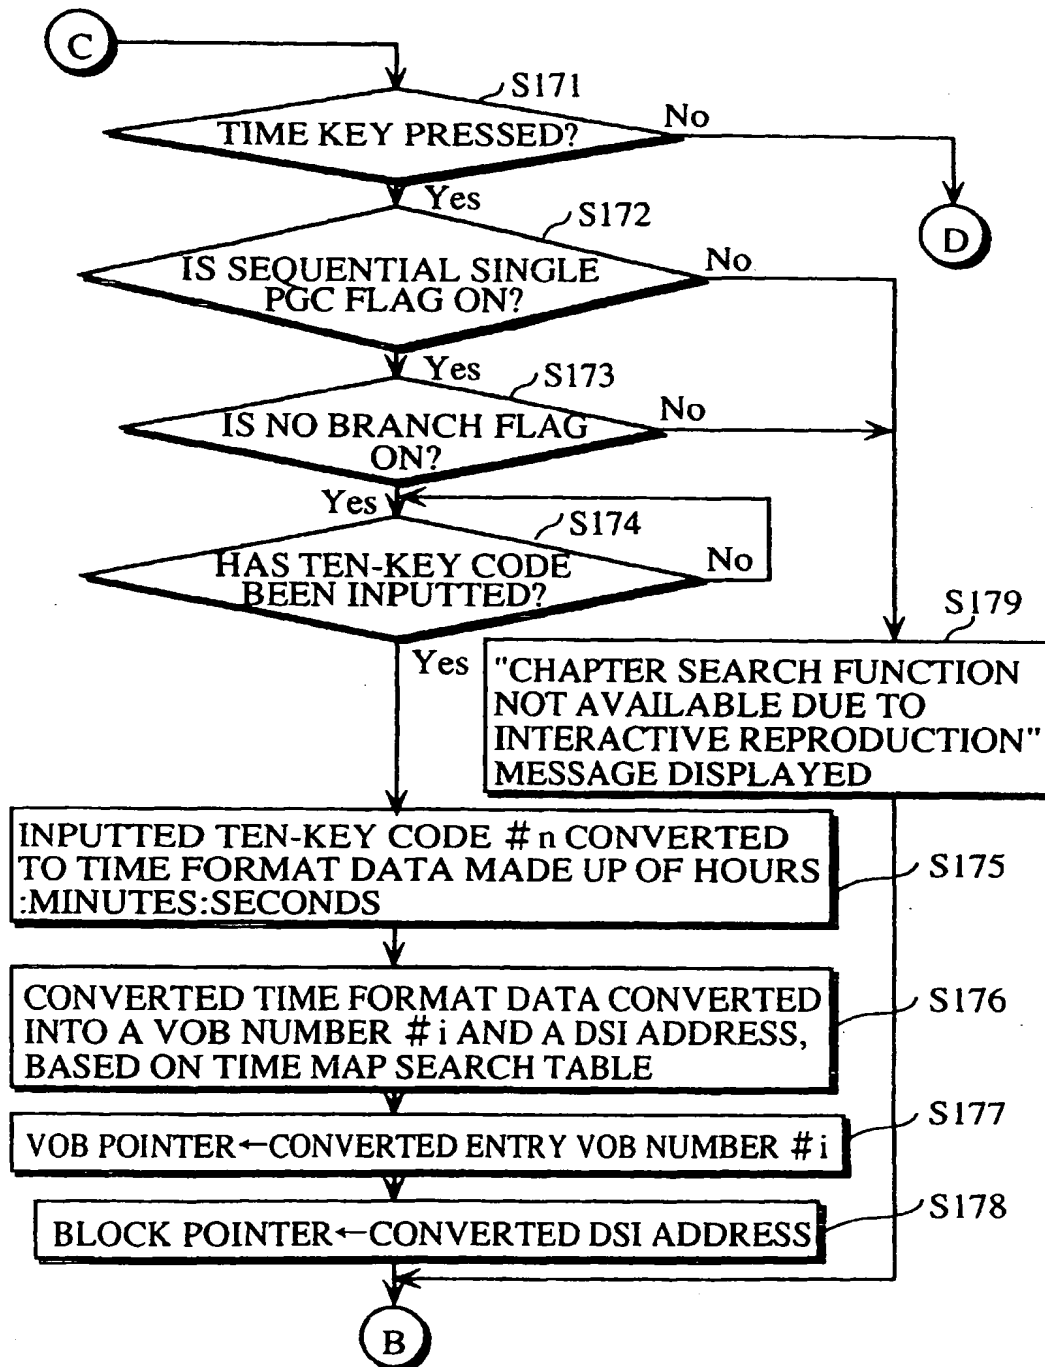 C
S171
TIME KEY PRESSED?
No
Yes
D
S172
IS SEQUENTIAL SINGLE
PGC FLAG ON?
No
Yes
S173
IS NO BRANCH FLAG
ON?
No
Yes
S174
HAS TEN-KEY CODE
BEEN INPUTTED?
No
Yes
S179
"CHAPTER SEARCH FUNCTION
NOT AVAILABLE DUE TO
INTERACTIVE REPRODUCTION"
MESSAGE DISPLAYED
INPUTTED TEN-KEY CODE #n CONVERTED
TO TIME FORMAT DATA MADE UP OF HOURS
:MINUTES:SECONDS
S175
CONVERTED TIME FORMAT DATA CONVERTED
INTO A VOB NUMBER #i AND A DSI ADDRESS,
BASED ON TIME MAP SEARCH TABLE
S176
VOB POINTER←CONVERTED ENTRY VOB NUMBER #i
S177
BLOCK POINTER←CONVERTED DSI ADDRESS
S178
B